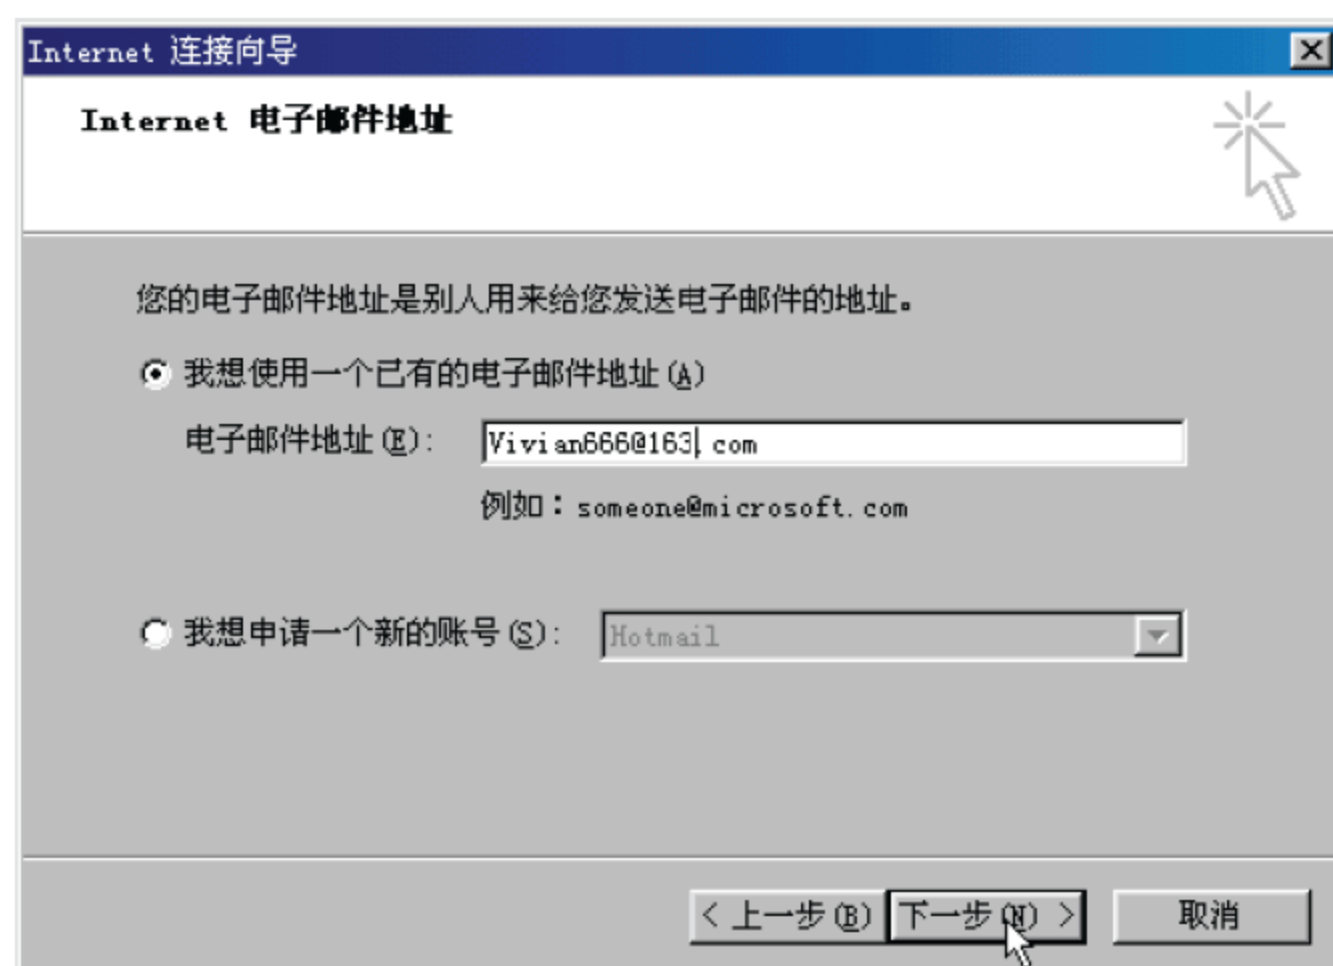 Internet 连接向导
Internet 电子邮件地址
您的电子邮件地址是别人用来给您发送电子邮件的地址。
我想使用一个已有的电子邮件地址(A)
电子邮件地址(E): Vivian666@163.com
例如：someone@microsoft.com
我想申请一个新的账号(S): Hotmail
< 上一步(B) 下一步(N) > 取消